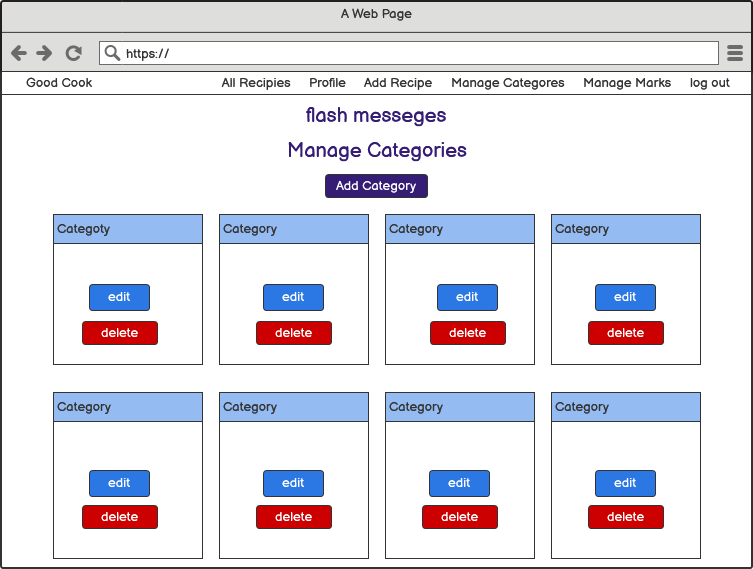 A Web Page
https://
Good Cook All Recipies Profile Add Recipe Manage Categores Manage Marks log out
flash messeges
Manage Categories
Add Category
Categoty Category Category Category
edit edit edit edit
delete delete delete delete
Category Category Category Category
edit edit edit edit
delete delete delete delete